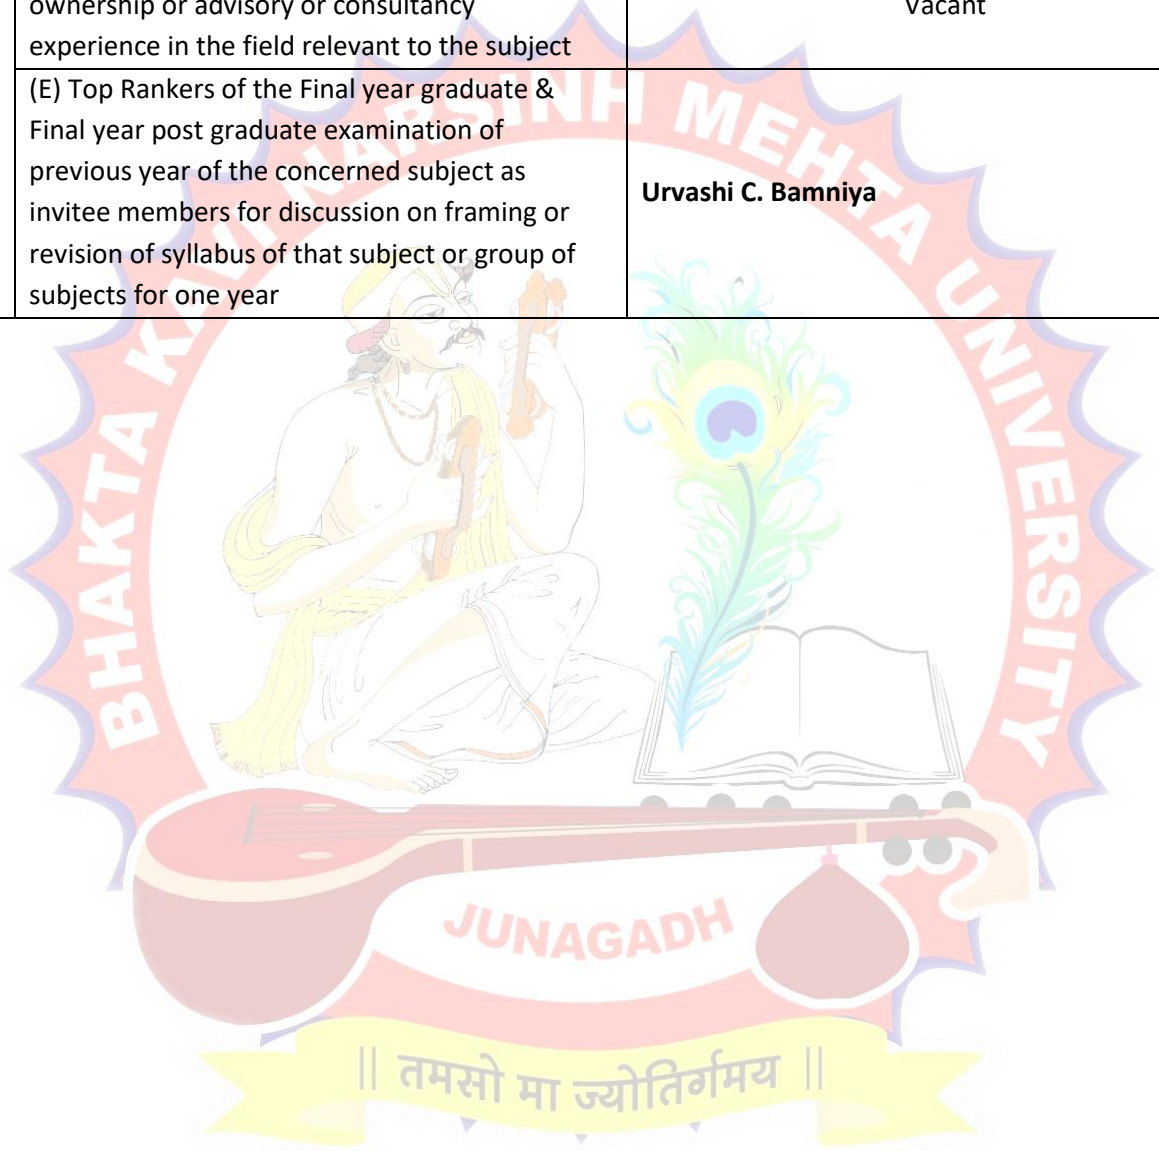 ownership or advisory or consultancy
experience in the field relevant to the subject
Vacant
(E) Top Rankers of the Final year graduate &
Final year post graduate examination of
previous year of the concerned subject as
invitee members for discussion on framing or
revision of syllabus of that subject or group of
subjects for one year
Urvashi C. Bamniya
BHAKTA KAVI NARSINH MEHTA UNIVERSITY
JUNAGADH
|| तमसो मा ज्योतिर्गमय ||